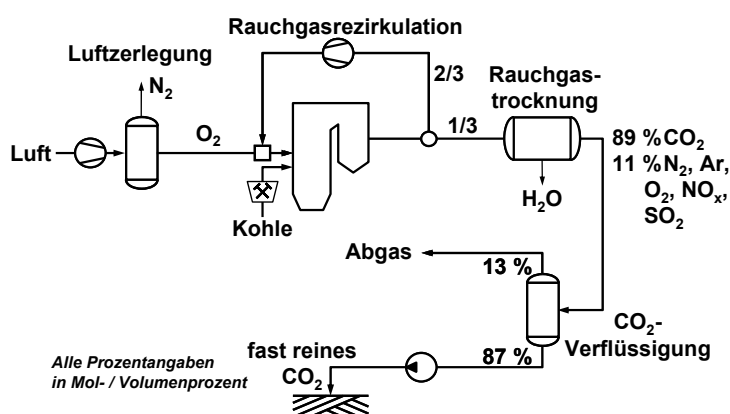 Rauchgasrezirkulation
Luftzerlegung
N₂
2/3
Rauchgas-
trocknung
1/3
O₂
Luft
89 %CO₂
11 %N₂, Ar,
O₂, NOₓ,
SO₂
H₂O
Kohle
Abgas
13 %
CO₂-
Verflüssigung
87 %
fast reines
CO₂
Alle Prozentangaben
in Mol- / Volumenprozent